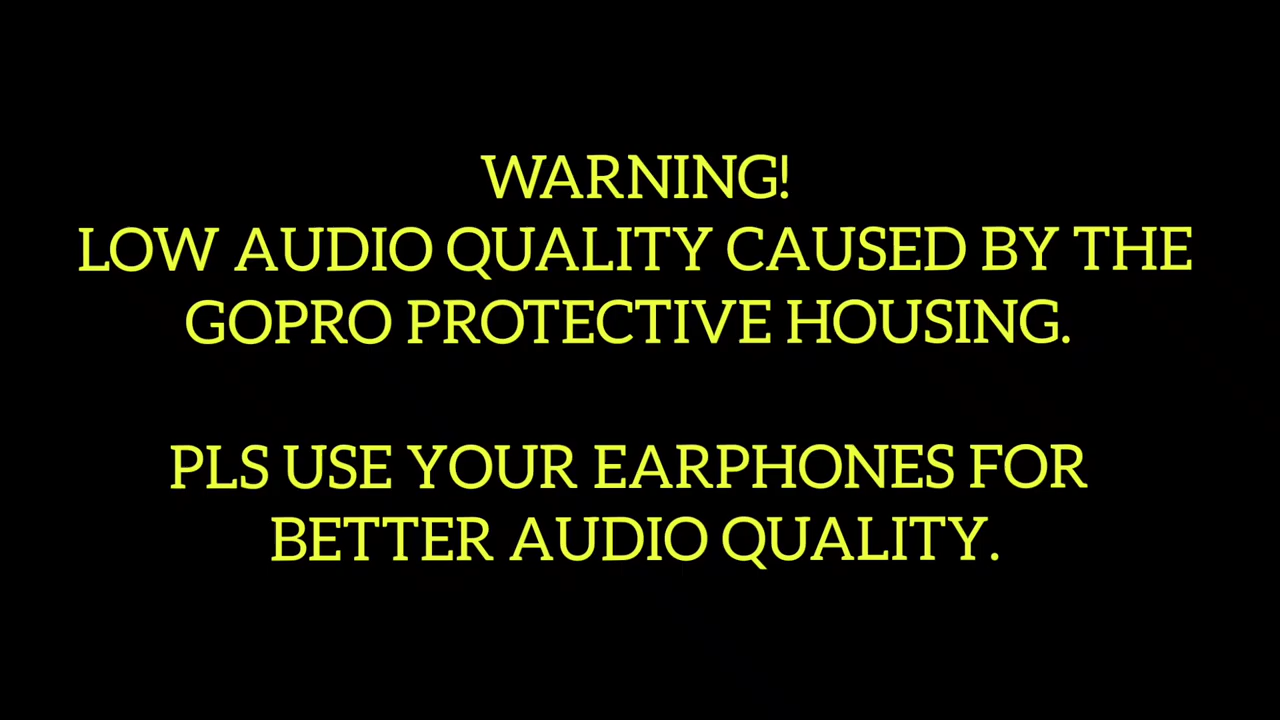 WARNING!
LOW AUDIO QUALITY CAUSED BY THE
GOPRO PROTECTIVE HOUSING.
PLS USE YOUR EARPHONES FOR
BETTER AUDIO QUALITY.